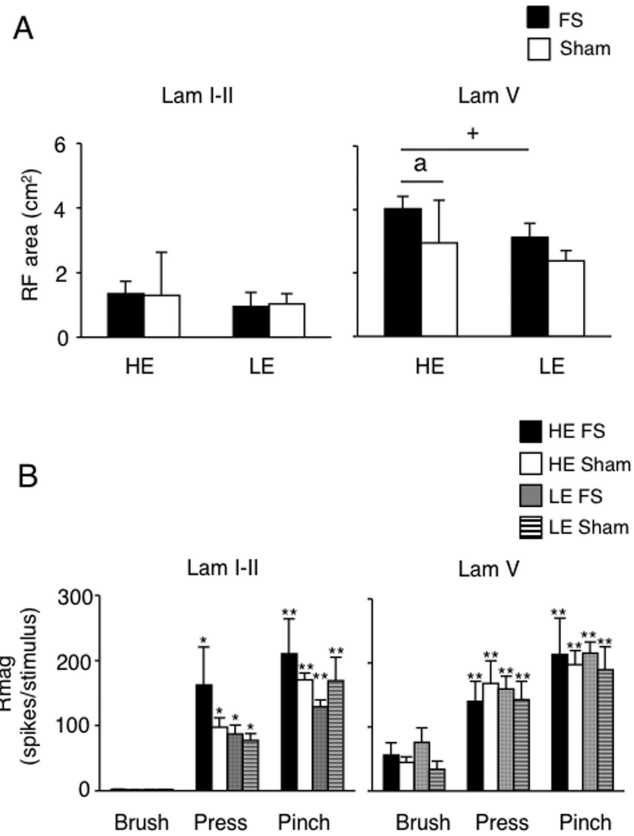 A
FS
Sham
Lam I-II
Lam V
6
4
2
0
RF area (cm²)
+
a
HE
LE
HE
LE
HE FS
HE Sham
LE FS
LE Sham
B
Lam I-II
Lam V
300
200
100
0
Rmag
(spikes/stimulus)
*
*
*
*
**
**
**
**
**
**
**
**
**
**
**
**
Brush
Press
Pinch
Brush
Press
Pinch